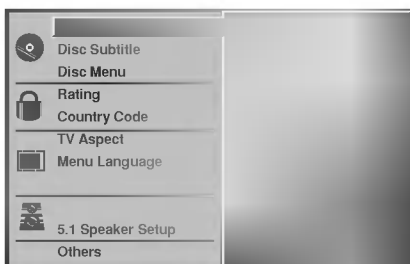 Disc Subtitle
Disc Menu
Rating
Country Code
TV Aspect
Menu Language
5.1 Speaker Setup
Others